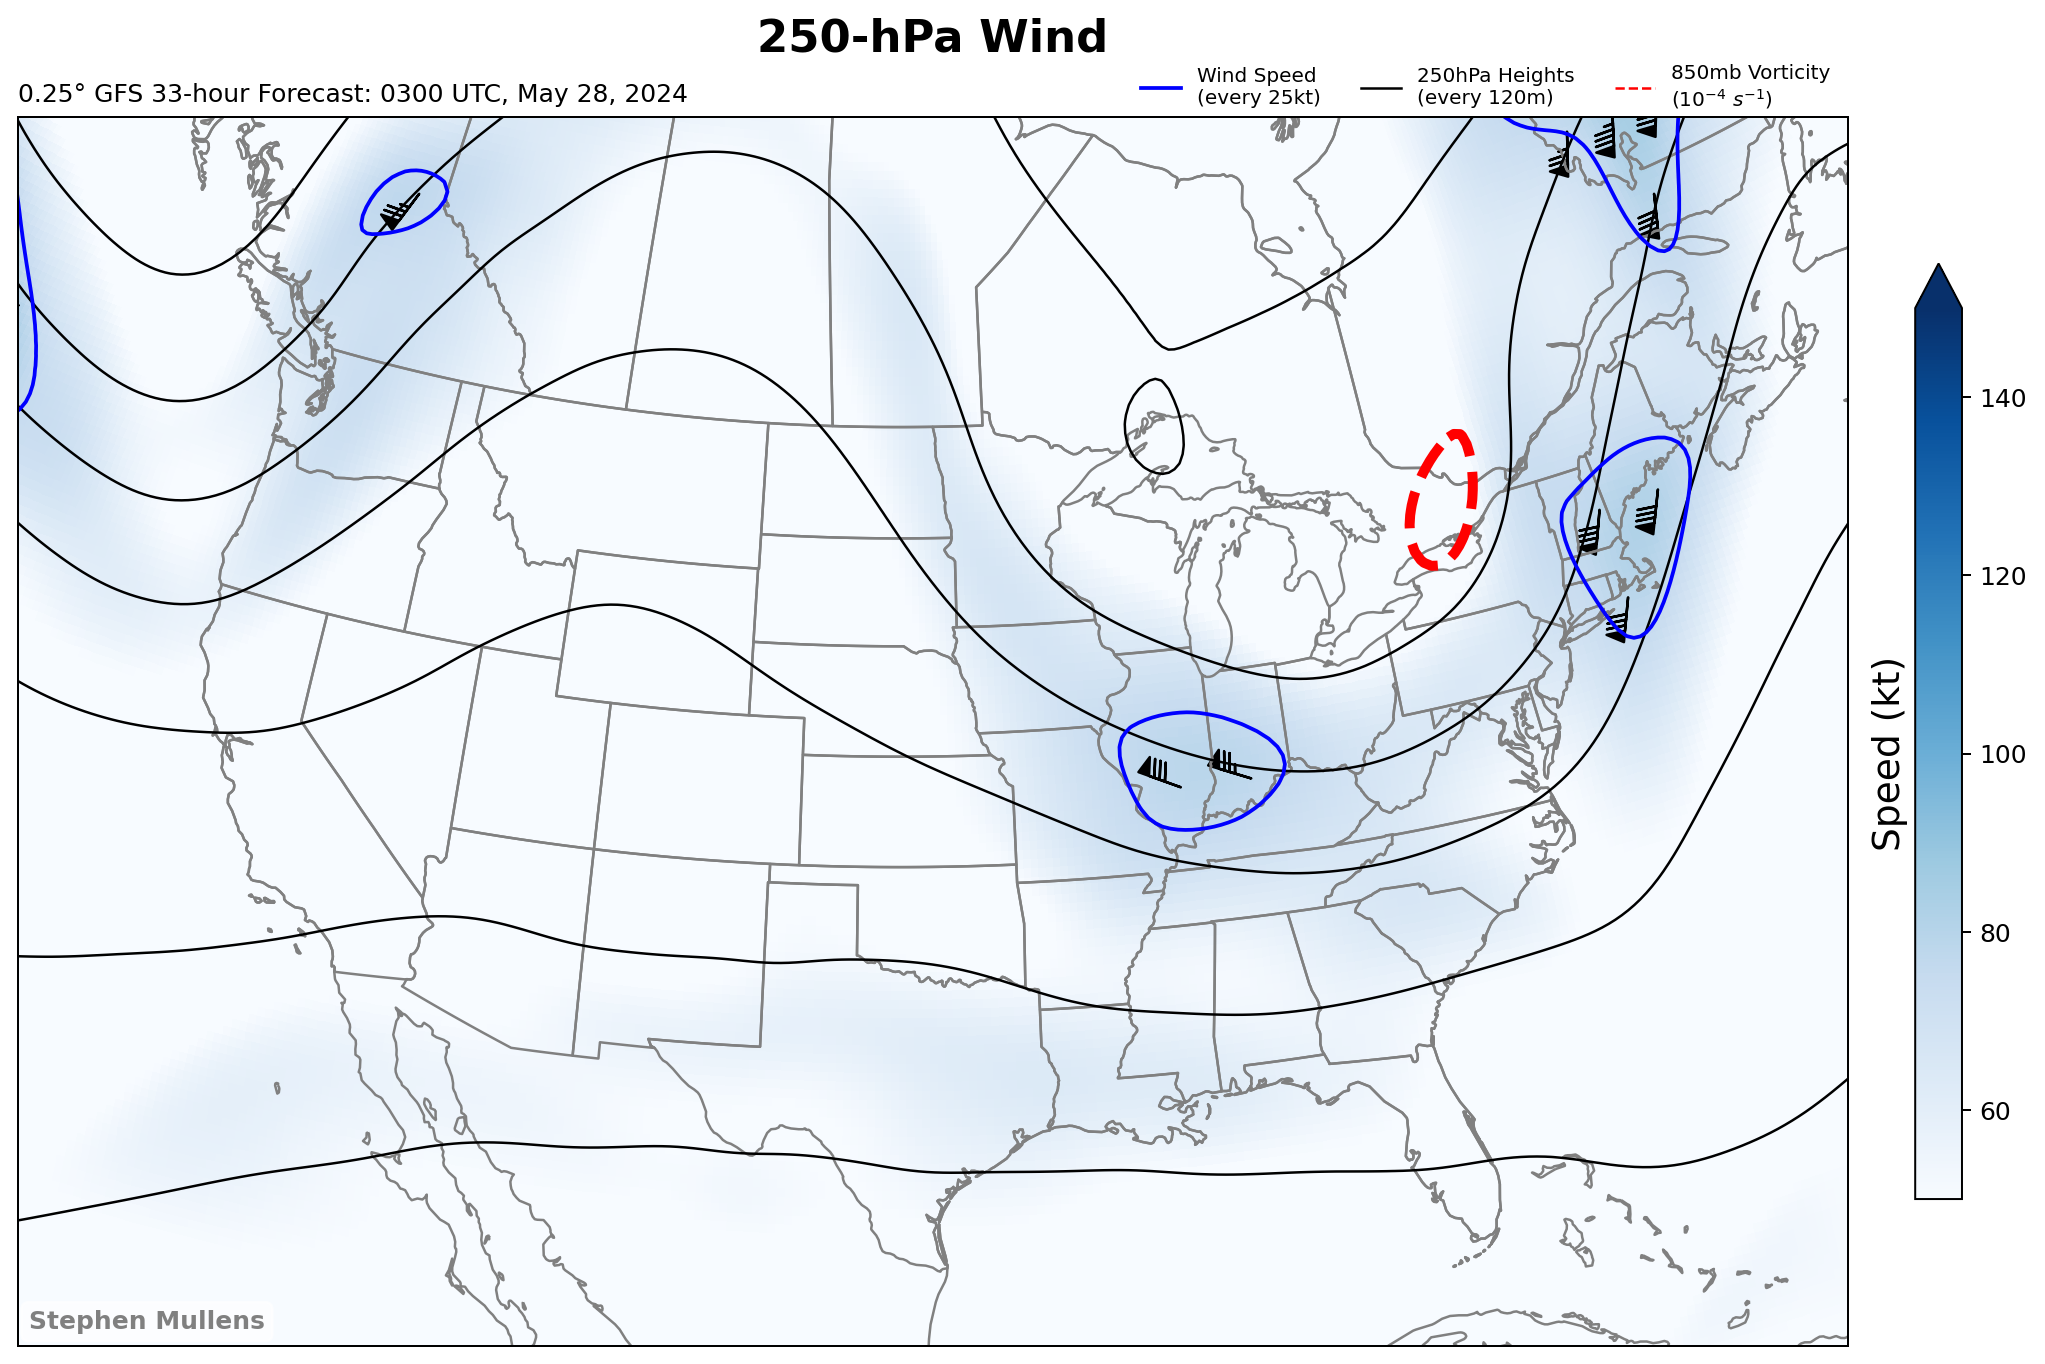 250-hPa Wind
0.25° GFS 33-hour Forecast: 0300 UTC, May 28, 2024
Wind Speed
(every 25kt)
250hPa Heights
(every 120m)
850mb Vorticity
(10⁻⁴ s⁻¹)
140
120
100
80
60
Speed (kt)
Stephen Mullens